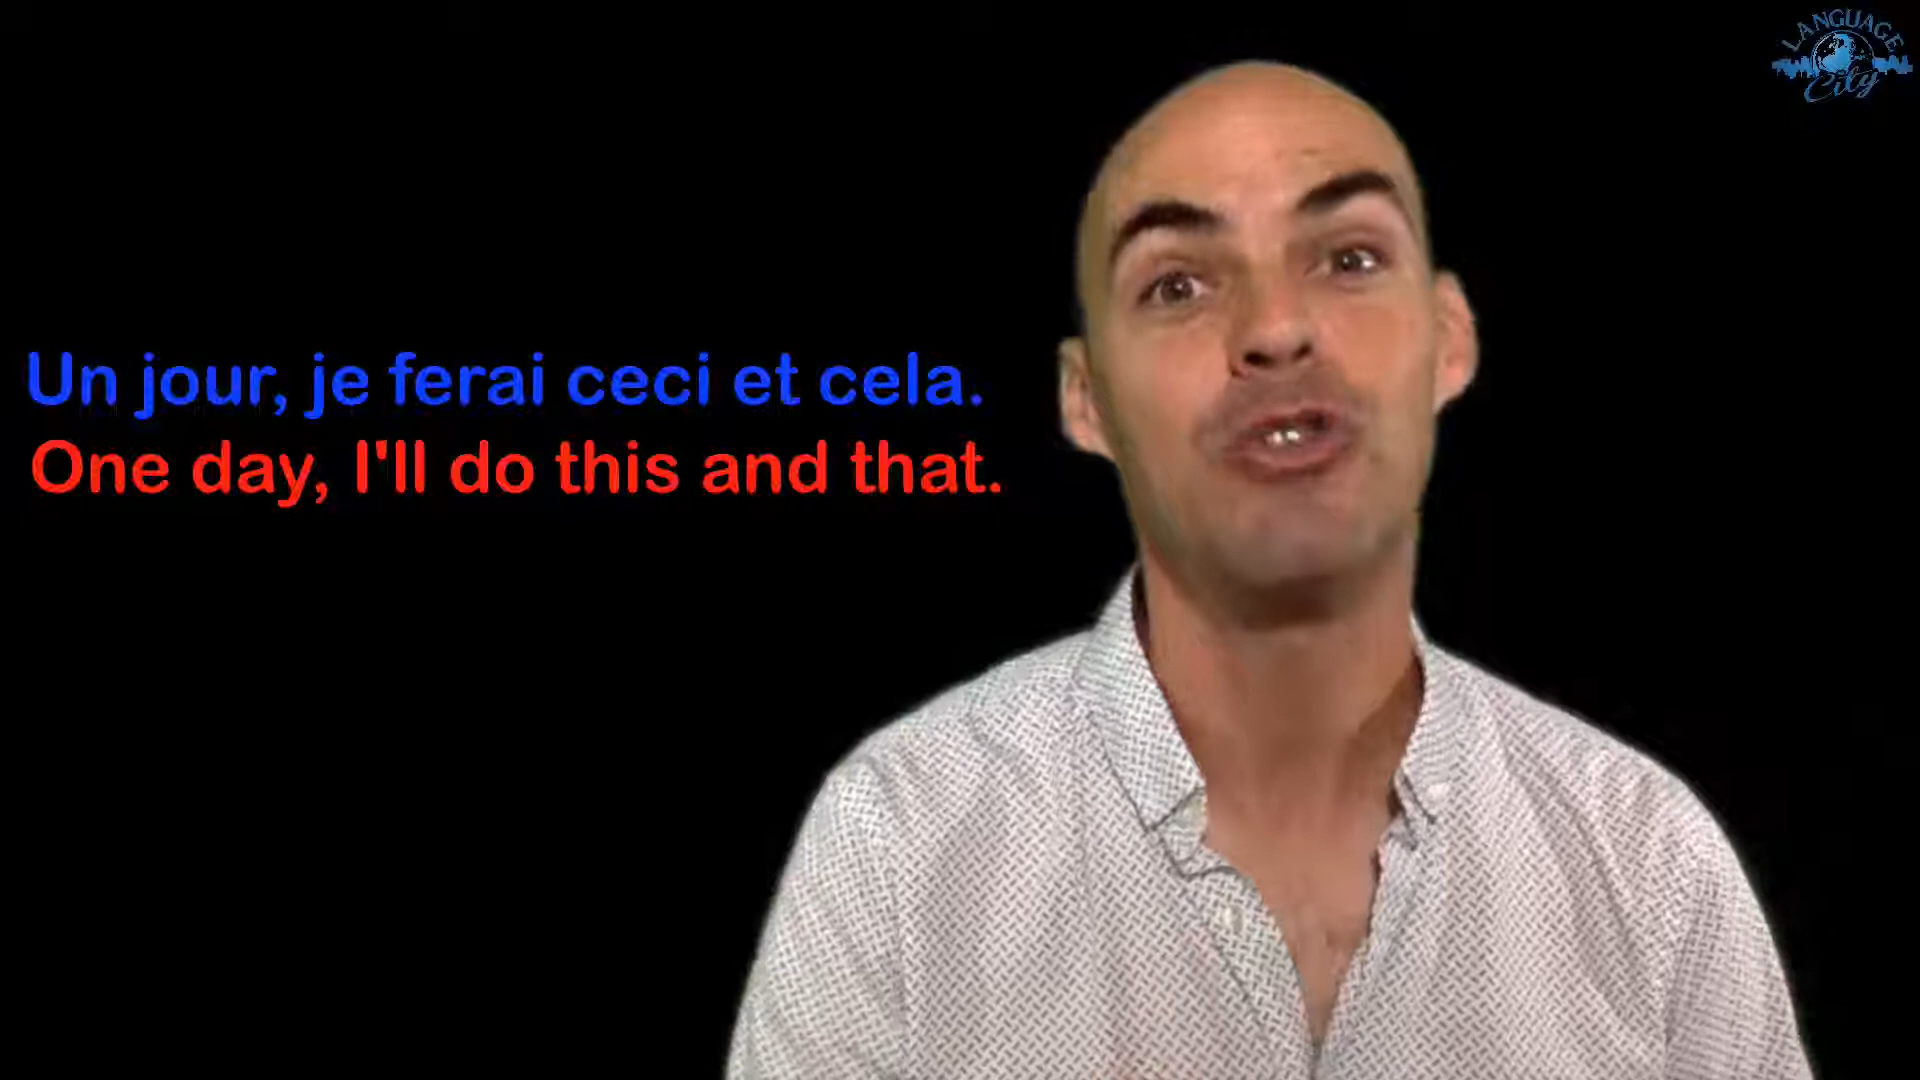 LANGUAGE
City
Un jour, je ferai ceci et cela.
One day, I'll do this and that.